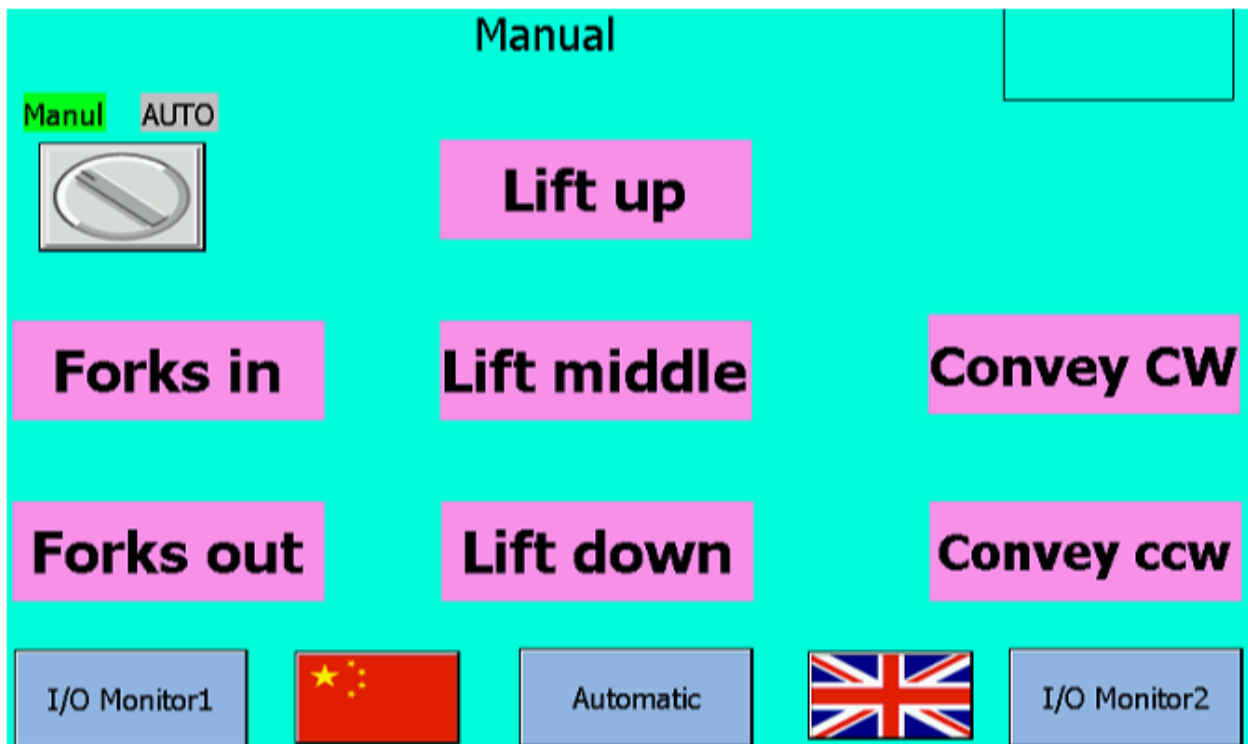 Manual
Manul AUTO
Lift up
Forks in Lift middle Convey CW
Forks out Lift down Convey ccw
I/O Monitor1 Automatic I/O Monitor2